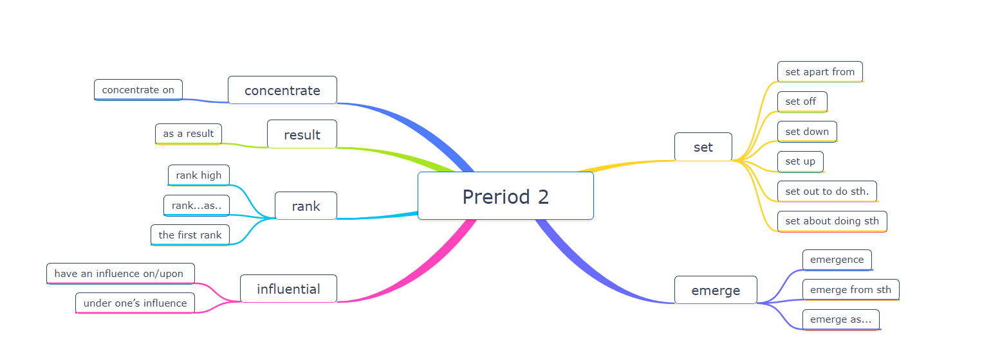 Preriod 2
concentrate
concentrate on
result
as a result
rank
rank high
rank...as..
the first rank
influential
have an influence on/upon
under one’s influence
set
set apart from
set off
set down
set up
set out to do sth.
set about doing sth
emerge
emergence
emerge from sth
emerge as...